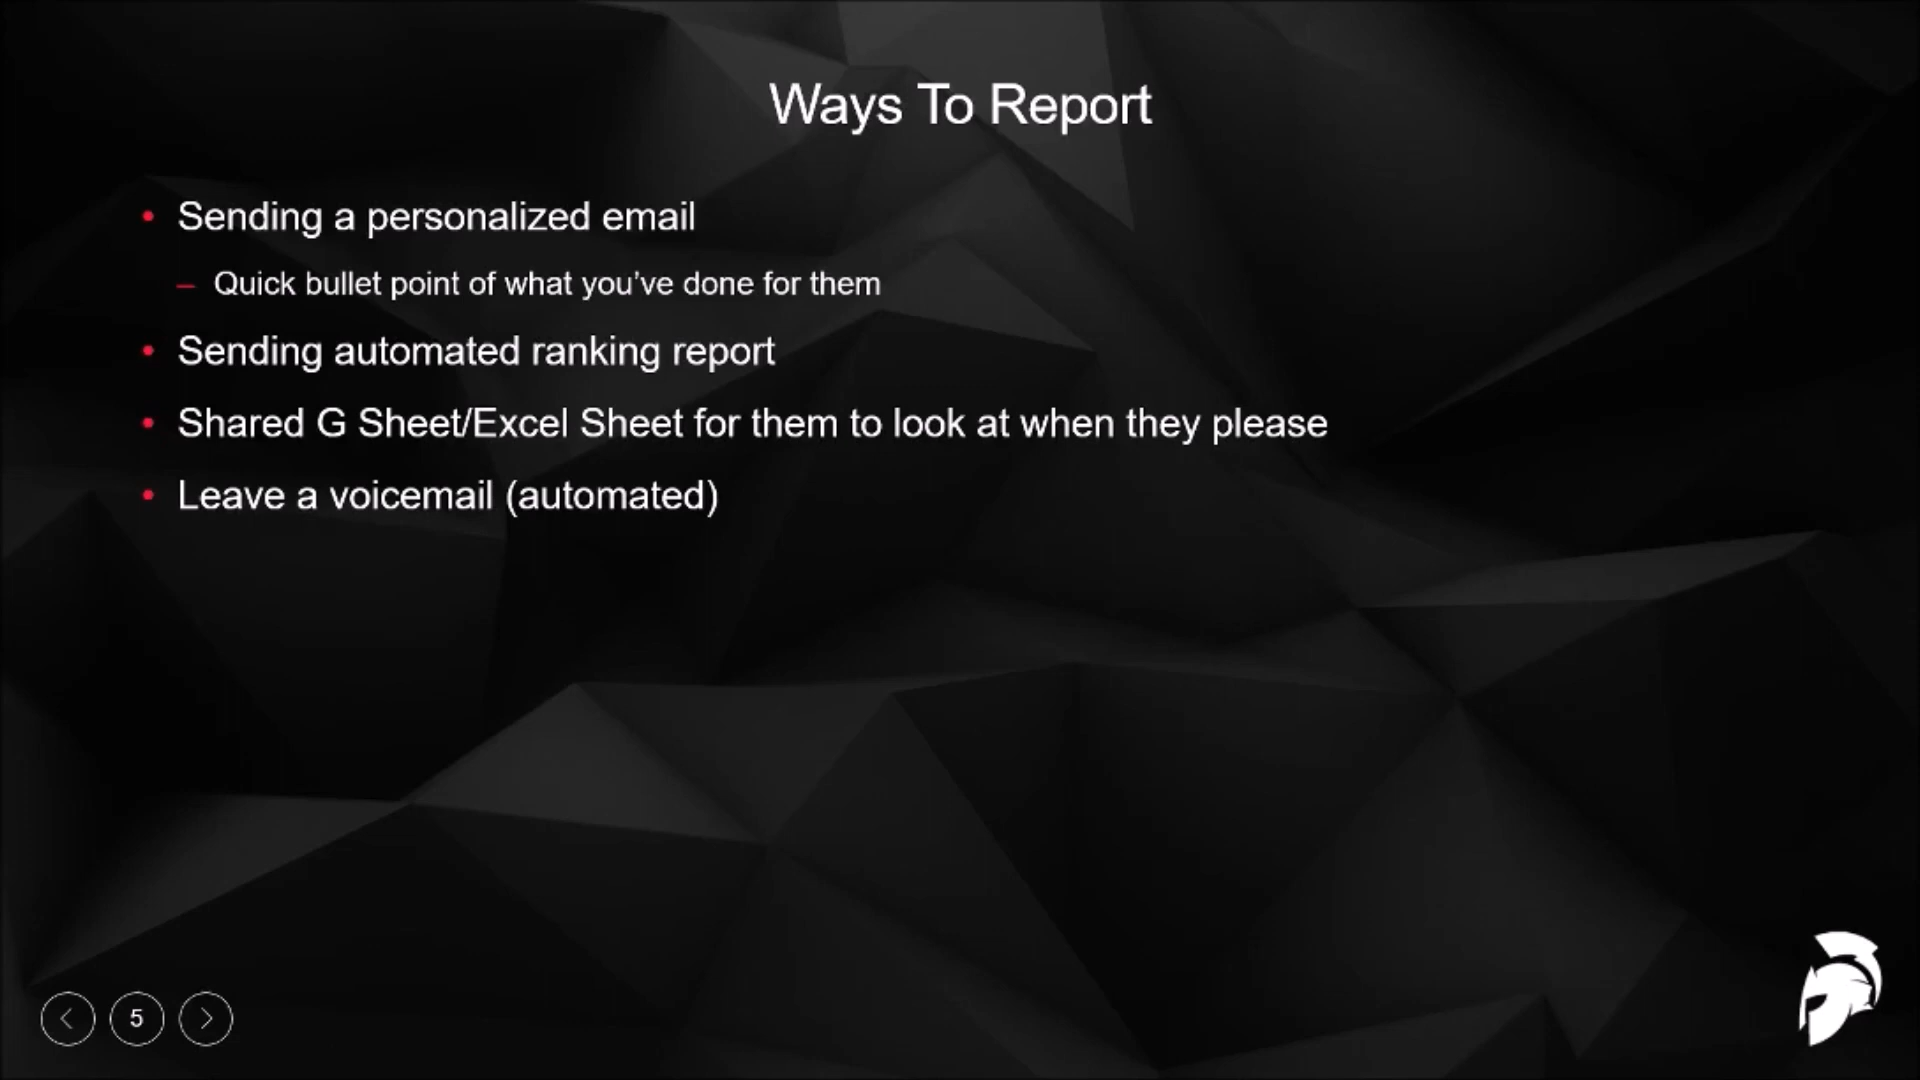 Ways To Report
• Sending a personalized email
– Quick bullet point of what you’ve done for them
• Sending automated ranking report
• Shared G Sheet/Excel Sheet for them to look at when they please
• Leave a voicemail (automated)
5